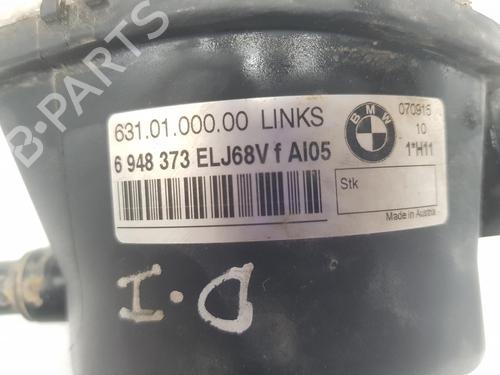 B-PARTS
631.01.000.00 LINKS
6 948 373 ELJ68V f AI05
BMW
070915
10
1*H11
Stk
Made in Austria
I.D